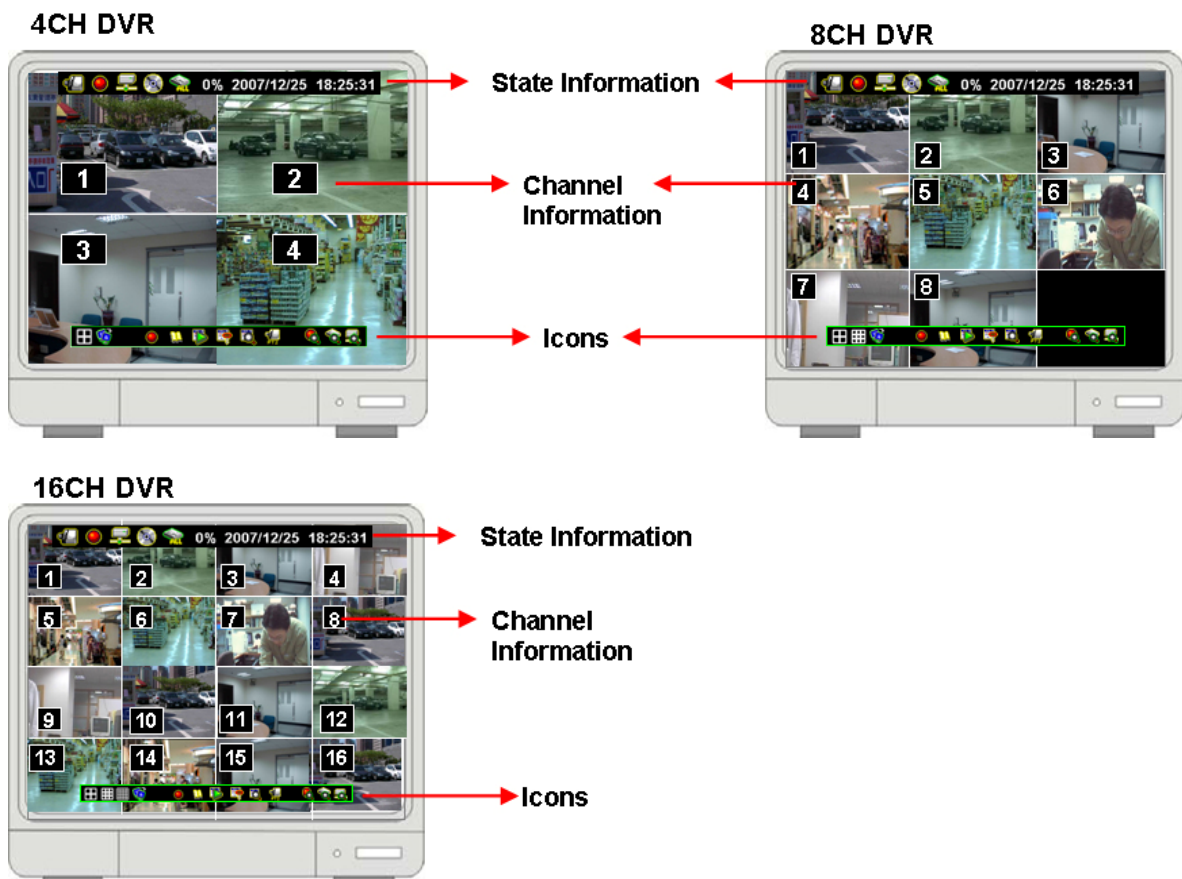 4CH DVR
8CH DVR
0% 2007/12/25 18:25:31
State Information
0% 2007/12/25 18:25:31
1
2
Channel
Information
1
2
3
4
5
6
3
4
Icons
7
8
16CH DVR
0% 2007/12/25 18:25:31
State Information
1
2
3
4
5
6
7
8
Channel
Information
9
10
11
12
13
14
15
16
Icons